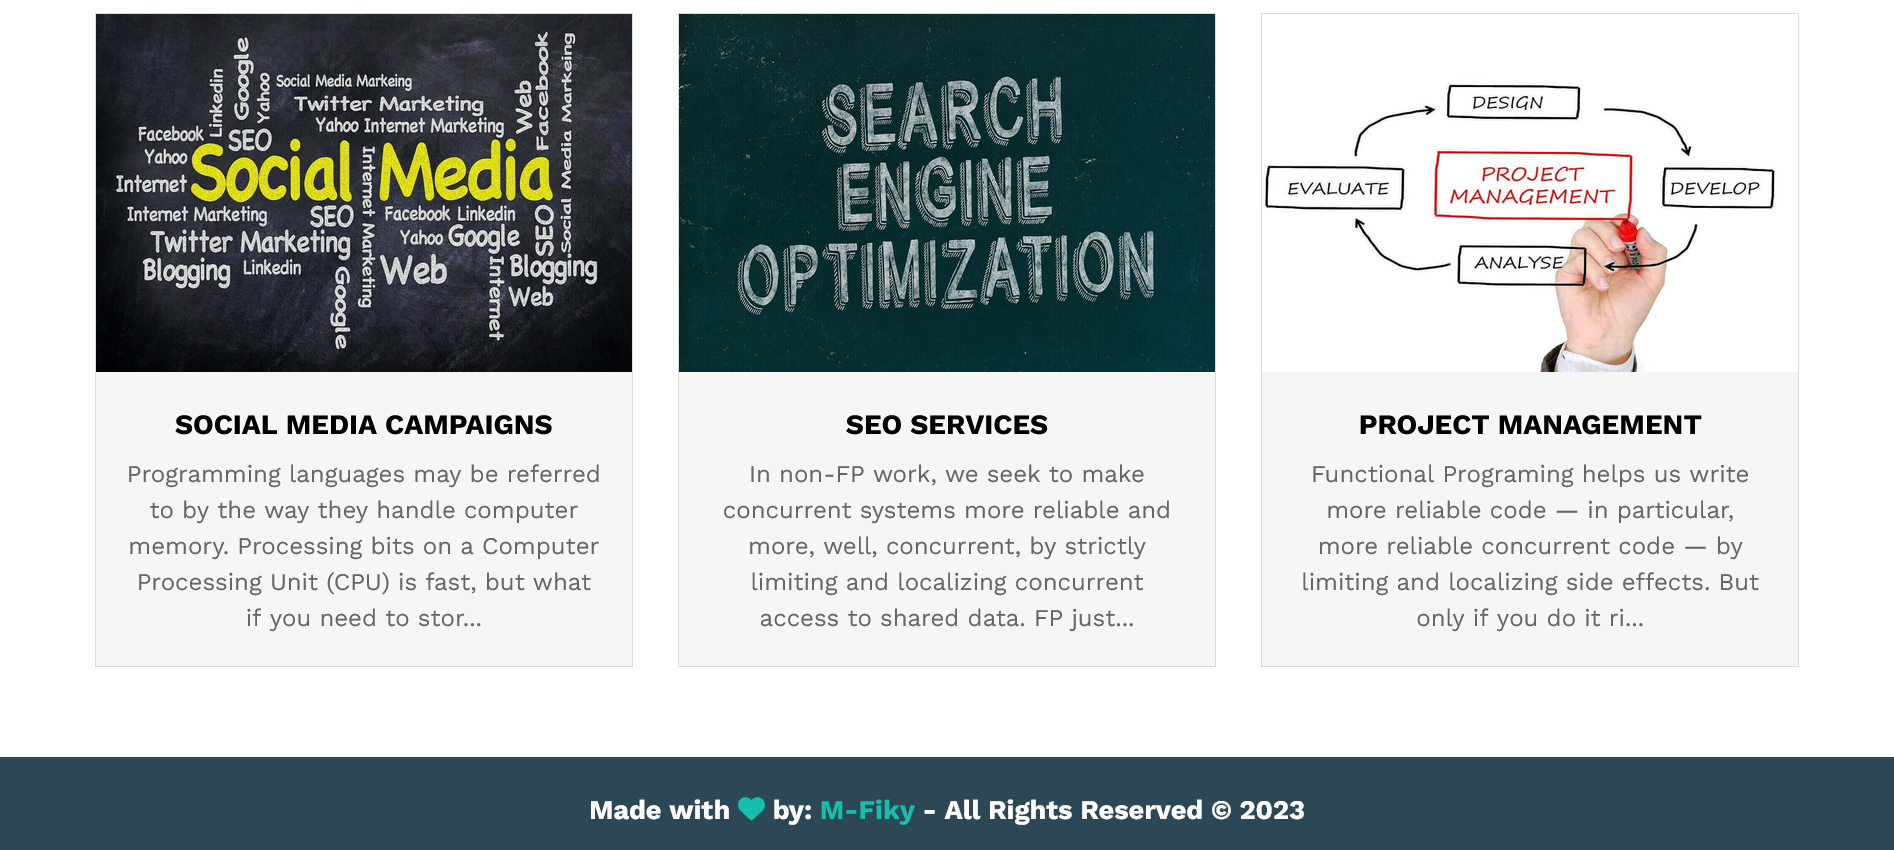 Linkedin
Google
Yahoo
Social Media Markeing
Twitter Marketing
Yahoo Internet Marketing
Web
Facebook
Social Media Marketing
Facebook
SEO
Yahoo
Internet
Social Media
Internet Marketing
Internet Marketing
SEO
Facebook Linkedin
SEO
Twitter Marketing
Yahoo Google
Blogging
Linkedin
Google
Web
Internet
Blogging
Web
SEARCH
ENGINE
OPTIMIZATION
DESIGN
EVALUATE
PROJECT
MANAGEMENT
DEVELOP
ANALYSE
SOCIAL MEDIA CAMPAIGNS
Programming languages may be referred
to by the way they handle computer
memory. Processing bits on a Computer
Processing Unit (CPU) is fast, but what
if you need to stor...
SEO SERVICES
In non-FP work, we seek to make
concurrent systems more reliable and
more, well, concurrent, by strictly
limiting and localizing concurrent
access to shared data. FP just...
PROJECT MANAGEMENT
Functional Programing helps us write
more reliable code — in particular,
more reliable concurrent code — by
limiting and localizing side effects. But
only if you do it ri...
Made with by: M-Fiky - All Rights Reserved © 2023